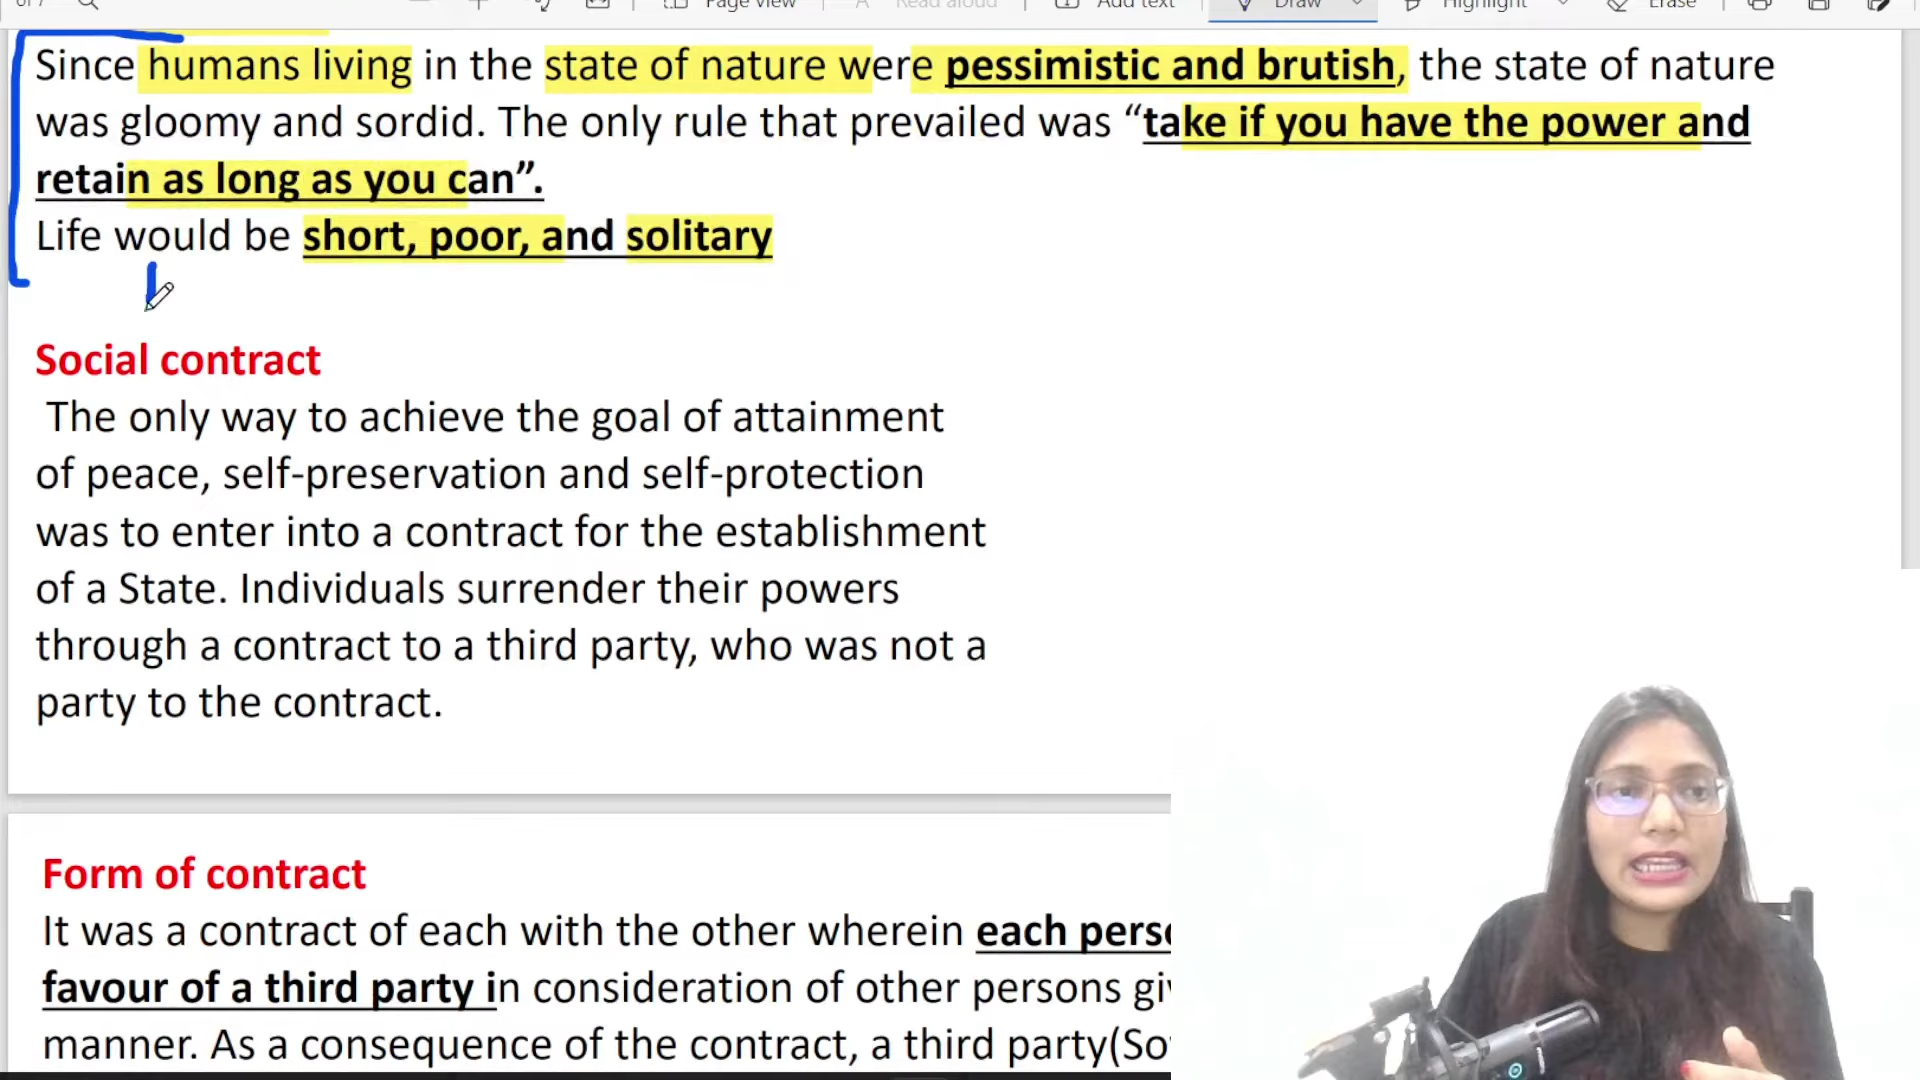 Page view
Read aloud
Add text
Draw
Highlight
Erase
Since humans living in the state of nature were pessimistic and brutish, the state of nature
was gloomy and sordid. The only rule that prevailed was “take if you have the power and
retain as long as you can”.
Life would be short, poor, and solitary
Social contract
The only way to achieve the goal of attainment
of peace, self-preservation and self-protection
was to enter into a contract for the establishment
of a State. Individuals surrender their powers
through a contract to a third party, who was not a
party to the contract.
Form of contract
It was a contract of each with the other wherein each
favour of a third party in consideration of other persons
manner. As a consequence of the contract, a third party